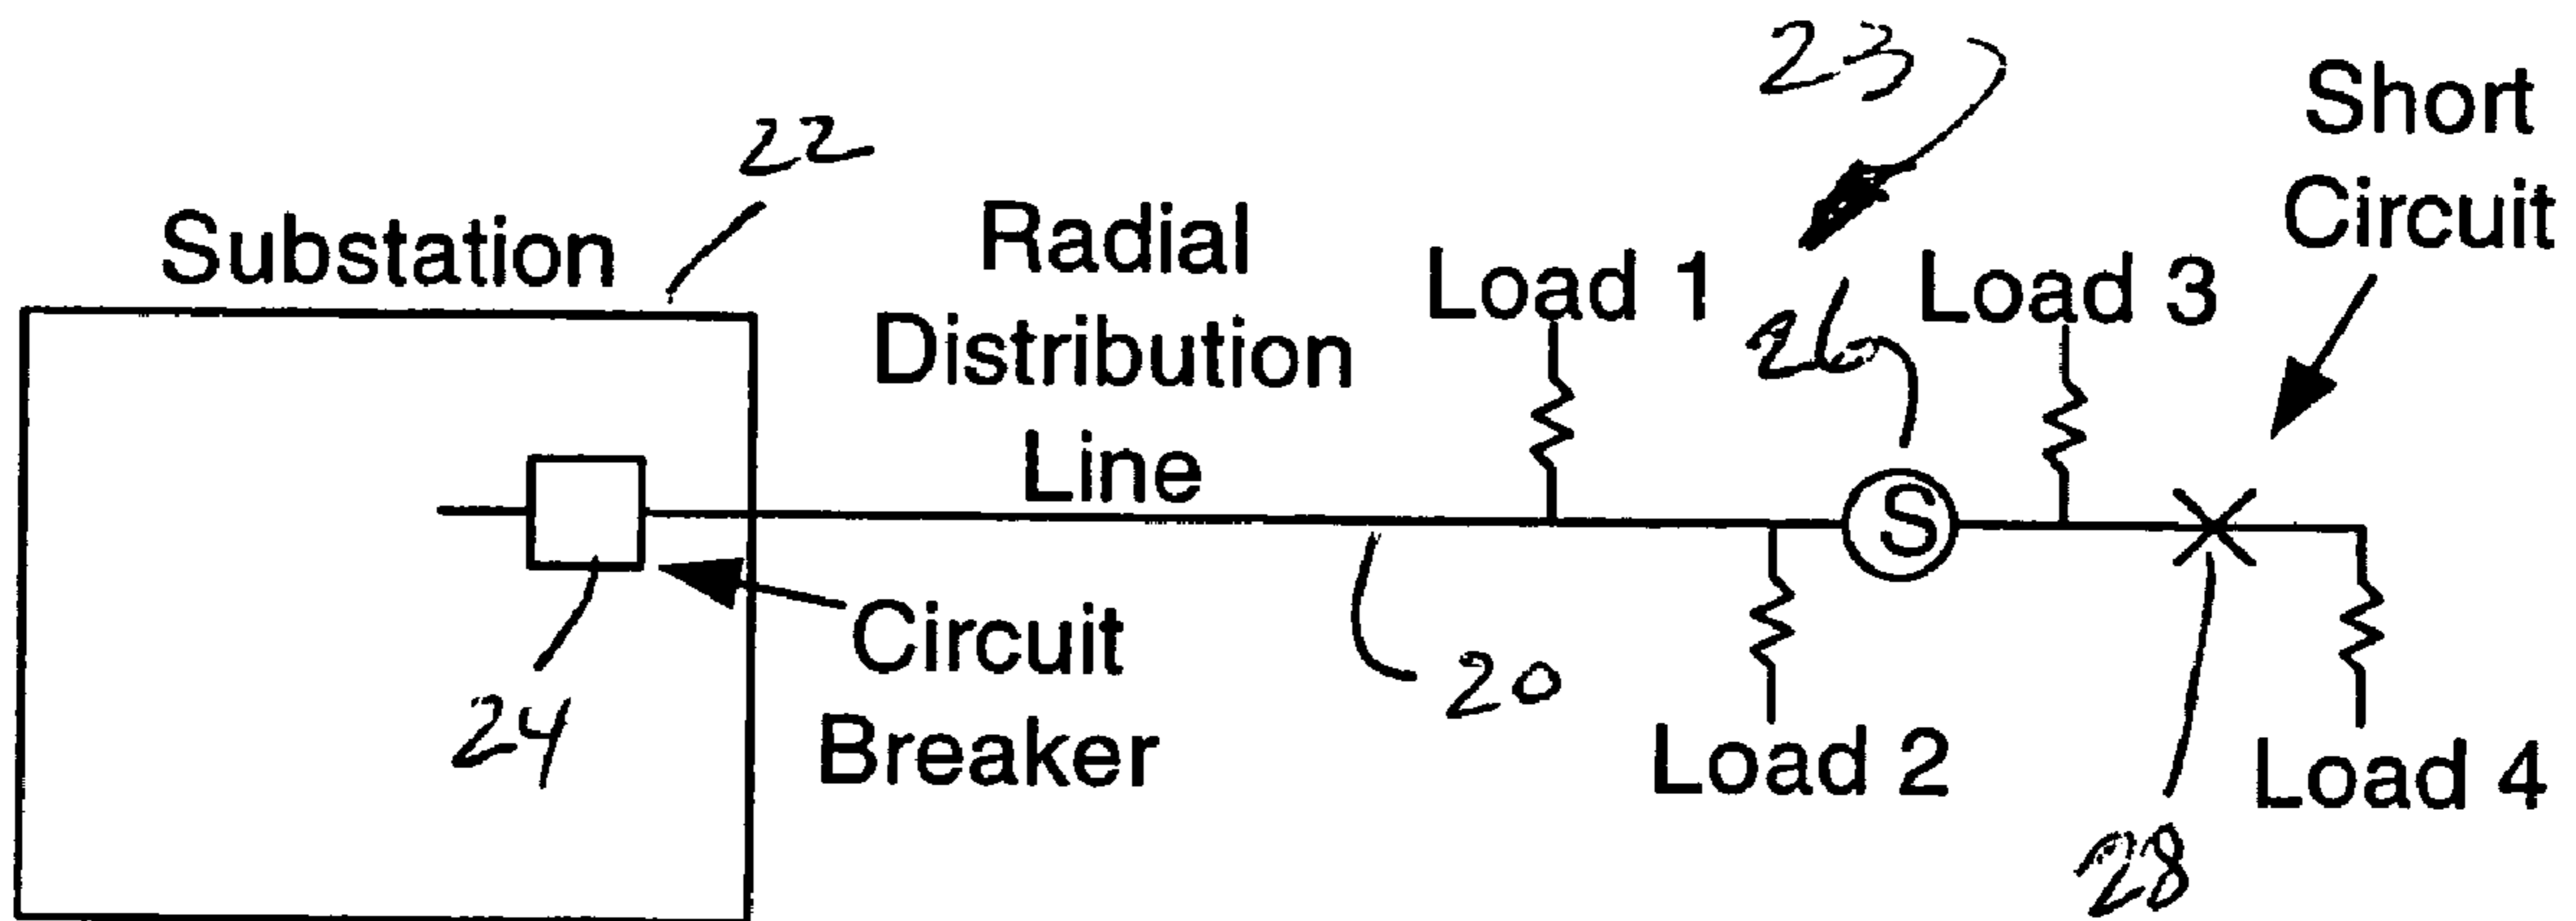 23
Short
Circuit
22
Substation
Radial
Distribution
Line
Load 1
26
Load 3
S
Circuit
Breaker
24
20
Load 2
Load 4
28